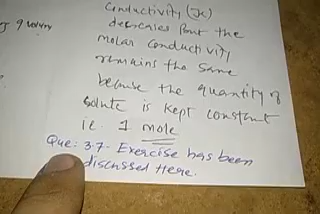 Conductivity (K)
decreases But the
molar conductivity
remains the same
because the quantity of
solute is kept constant
ie. 1 mole
Que: 3.7- Exercise has been
discussed Here.